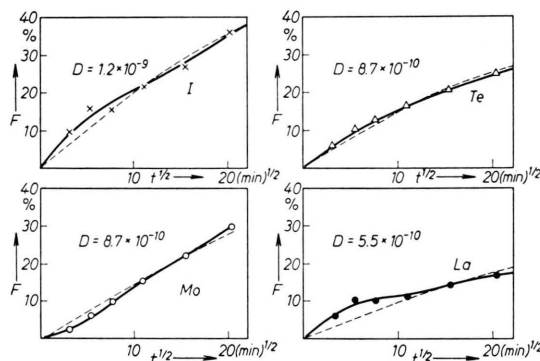 40
%
30
20
10
F
D = 1.2 × 10⁻⁹
I
10
t^1/2
20 (min)^1/2
40
%
30
20
10
F
D = 8.7 × 10⁻¹⁰
Te
10
t^1/2
20 (min)^1/2
40
%
30
20
10
F
D = 8.7 × 10⁻¹⁰
Mo
10
t^1/2
20 (min)^1/2
40
%
30
20
10
F
D = 5.5 × 10⁻¹⁰
La
10
t^1/2
20 (min)^1/2